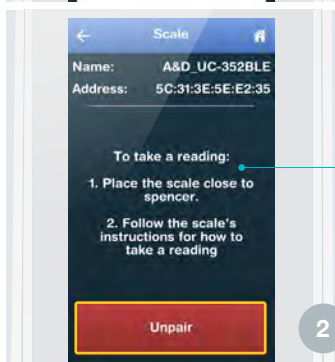 Scale
Name: A&D_UC-352BLE
Address: 5C:31:3E:5E:E2:35
To take a reading:
1. Place the scale close to
spencer.
2. Follow the scale's
instructions for how to
take a reading
Unpair
2